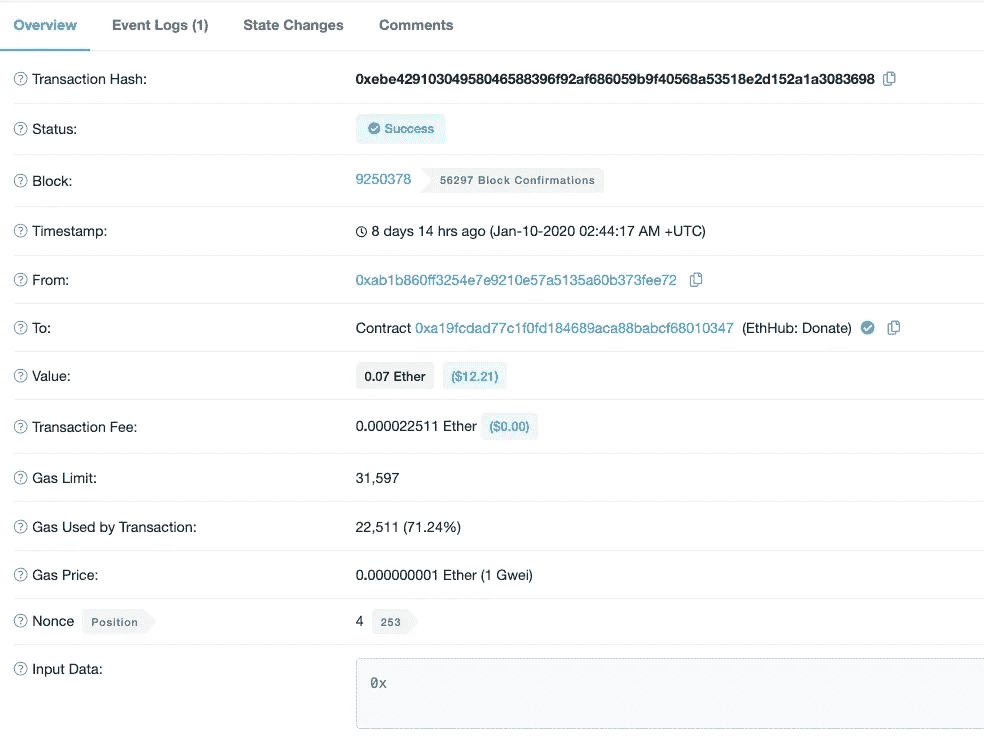 Overview Event Logs (1) State Changes Comments
Transaction Hash: 0xebe42910304958046588396f92af686059b9f40568a53518e2d152a1a3083698
Status: Success
Block: 9250378 56297 Block Confirmations
Timestamp: 8 days 14 hrs ago (Jan-10-2020 02:44:17 AM +UTC)
From: 0xab1b860ff3254e7e9210e57a5135a60b373fee72
To: Contract 0xa19fcdad77c1f0fd184689aca88babcf68010347 (EthHub: Donate)
Value: 0.07 Ether ($12.21)
Transaction Fee: 0.000022511 Ether ($0.00)
Gas Limit: 31,597
Gas Used by Transaction: 22,511 (71.24%)
Gas Price: 0.000000001 Ether (1 Gwei)
Nonce Position 4 253
Input Data:
0x